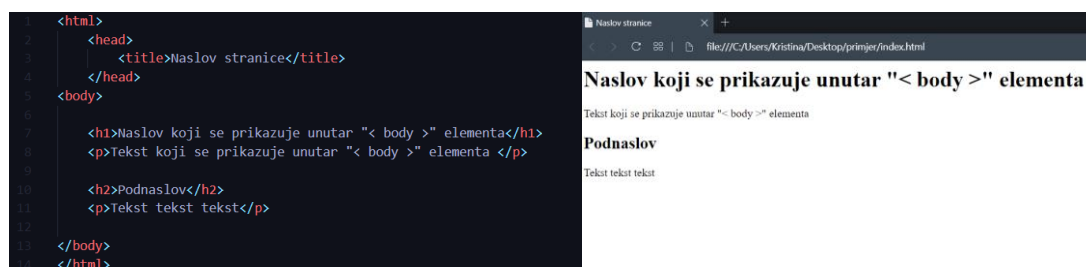 1 <html>
2 <head>
3 <title>Naslov stranice</title>
4 </head>
5 <body>
6
7 <h1>Naslov koji se prikazuje unutar "< body >" elementa</h1>
8 <p>Tekst koji se prikazuje unutar "< body >" elementa </p>
9
10 <h2>Podnaslov</h2>
11 <p>Tekst tekst tekst</p>
12
13 </body>
14 </html>
Naslov stranice
file:///C:/Users/Kristina/Desktop/primjer/index.html
Naslov koji se prikazuje unutar "< body >" elementa
Tekst koji se prikazuje unutar "< body >" elementa
Podnaslov
Tekst tekst tekst